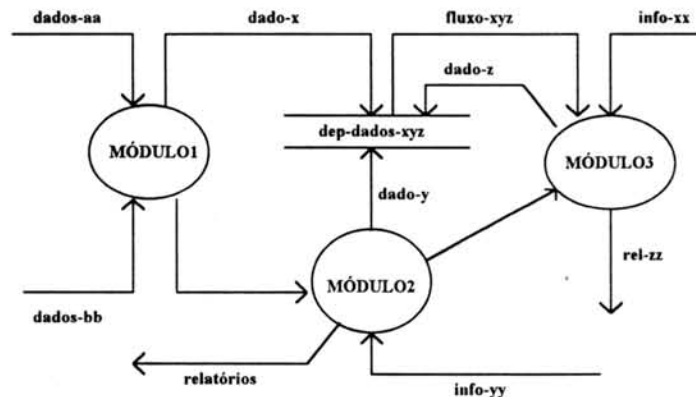 dados-aa
dado-x
fluxo-xyz
info-xx
dado-z
dep-dados-xyz
MÓDULO1
MÓDULO3
dado-y
rel-zz
MÓDULO2
dados-bb
relatórios
info-yy